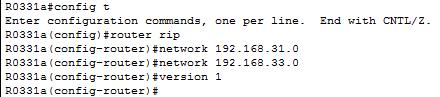 R0331a#config t
Enter configuration commands, one per line.  End with CNTL/Z.
R0331a(config)#router rip
R0331a(config-router)#network 192.168.31.0
R0331a(config-router)#network 192.168.33.0
R0331a(config-router)#version 1
R0331a(config-router)#